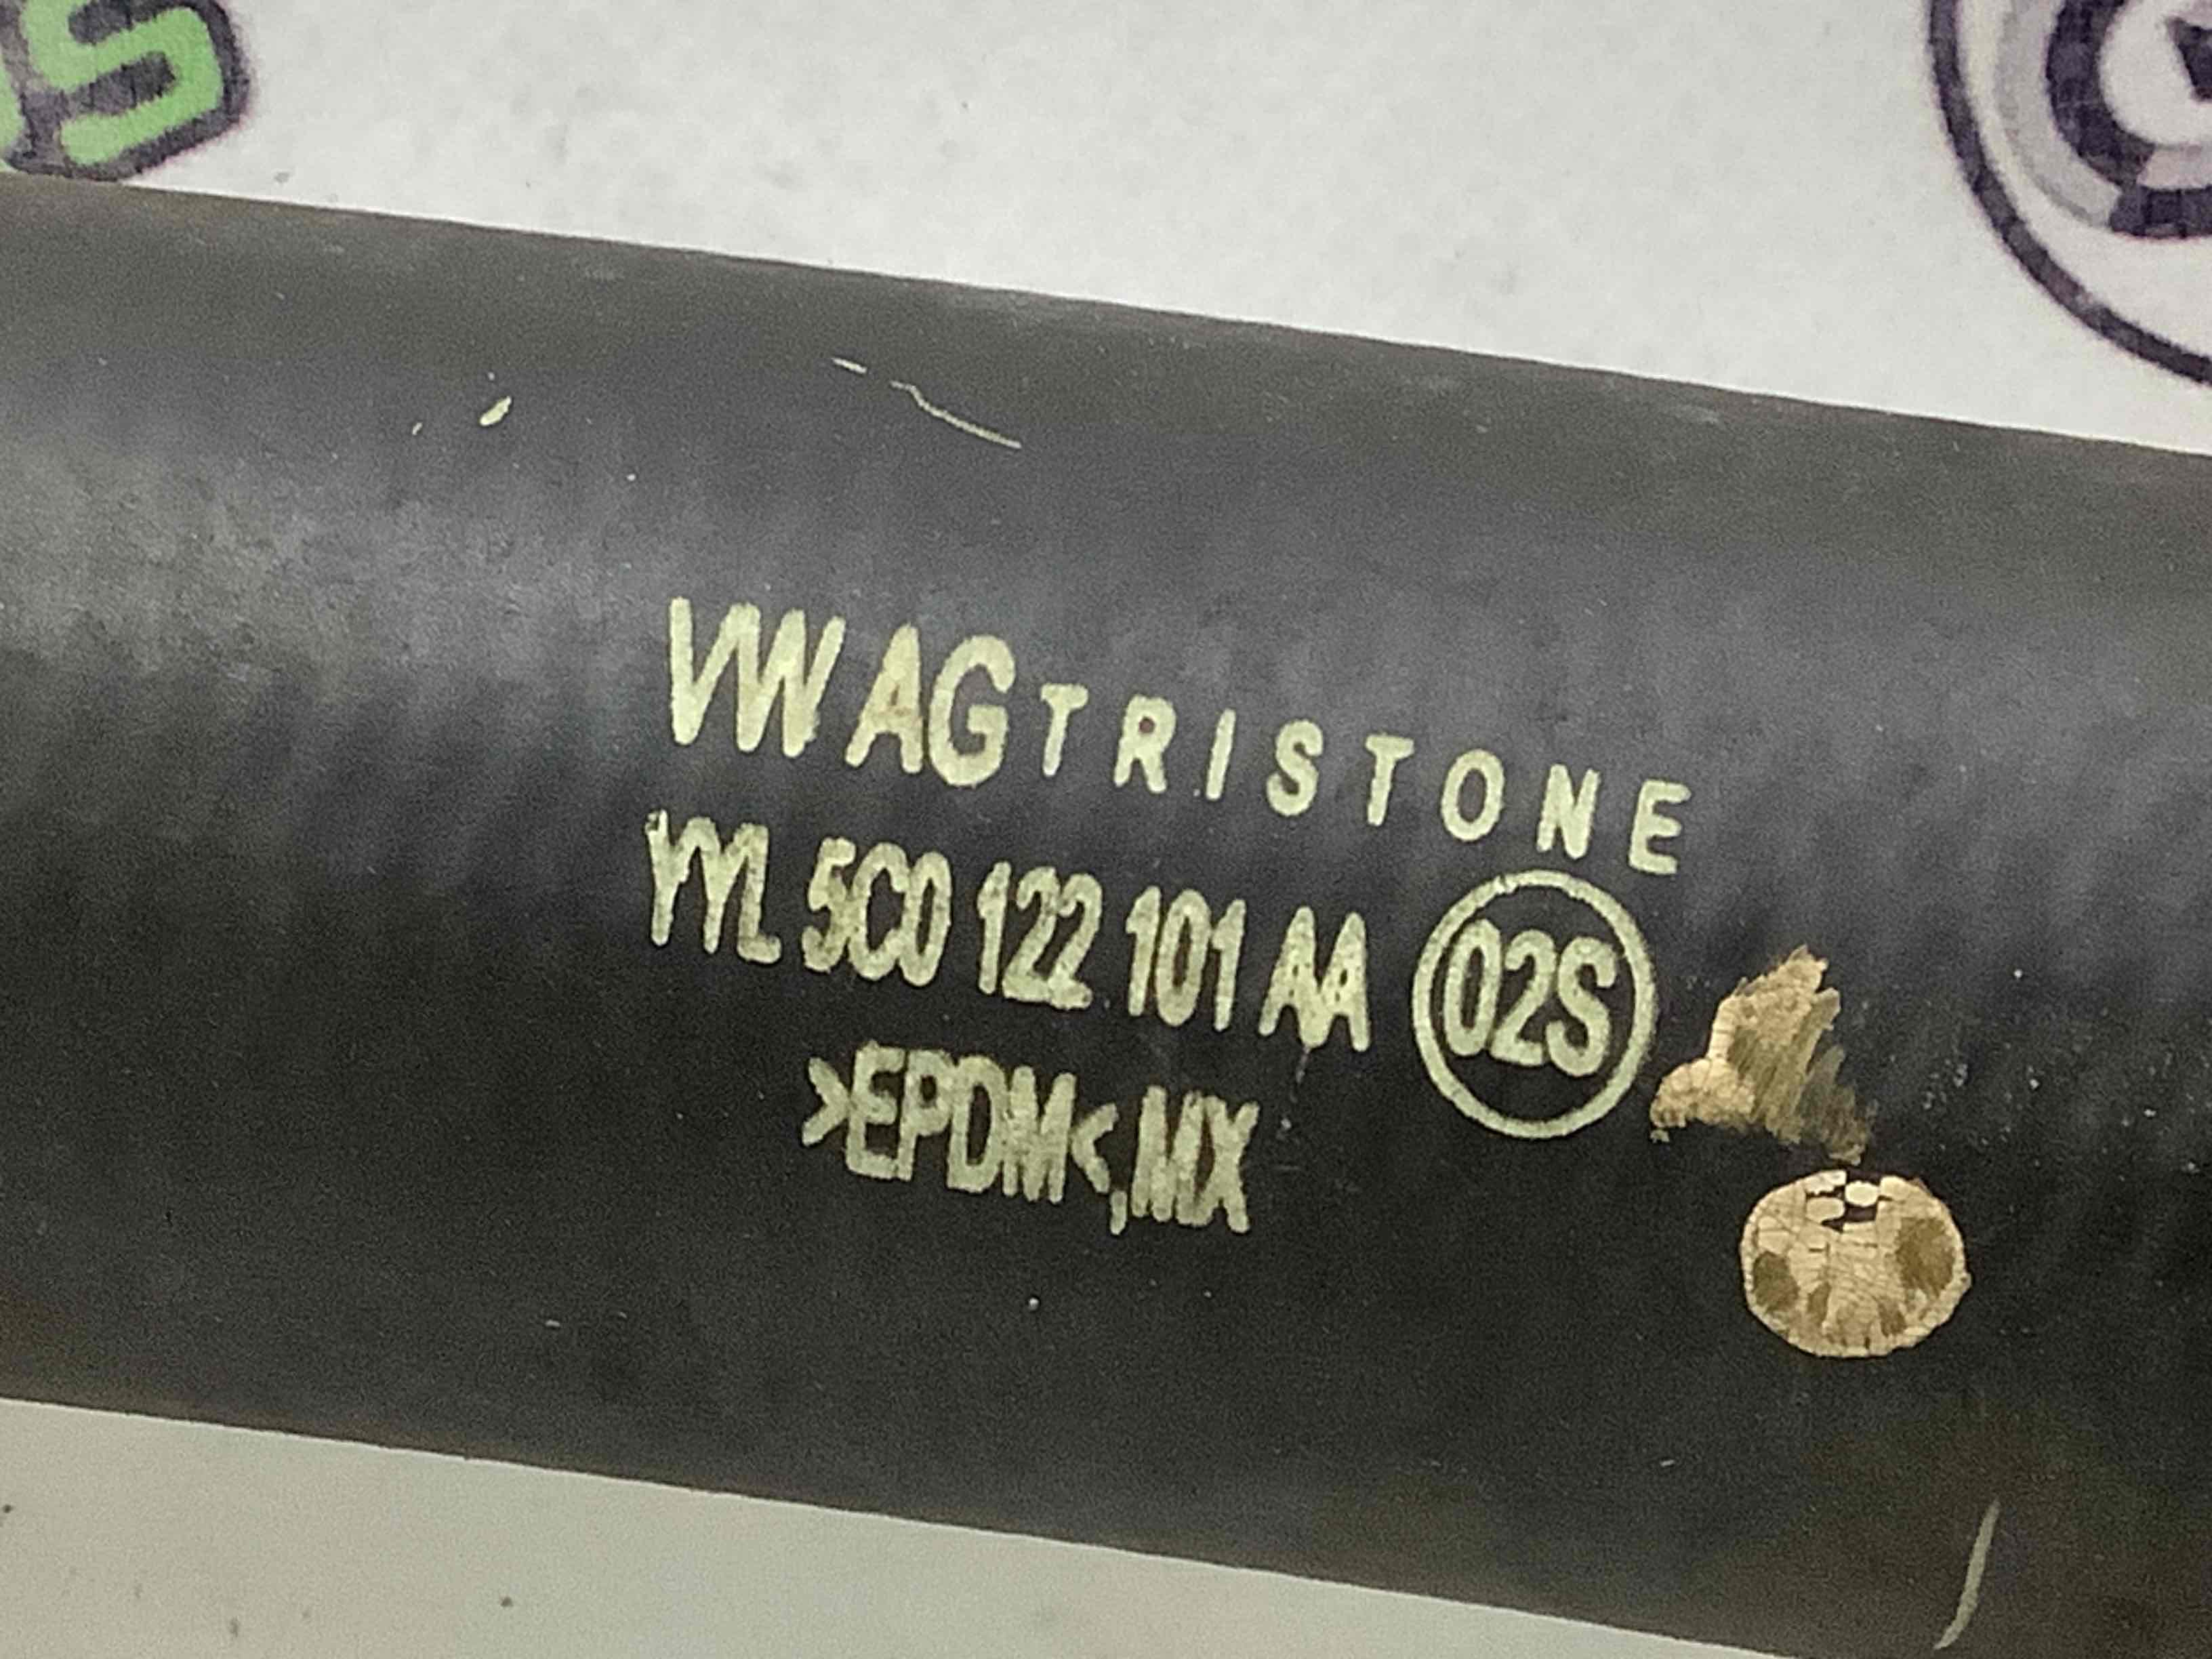 S
VW AG TRISTONE
YYL 5C0 122 101 AA 02S
>EPDM<,MX